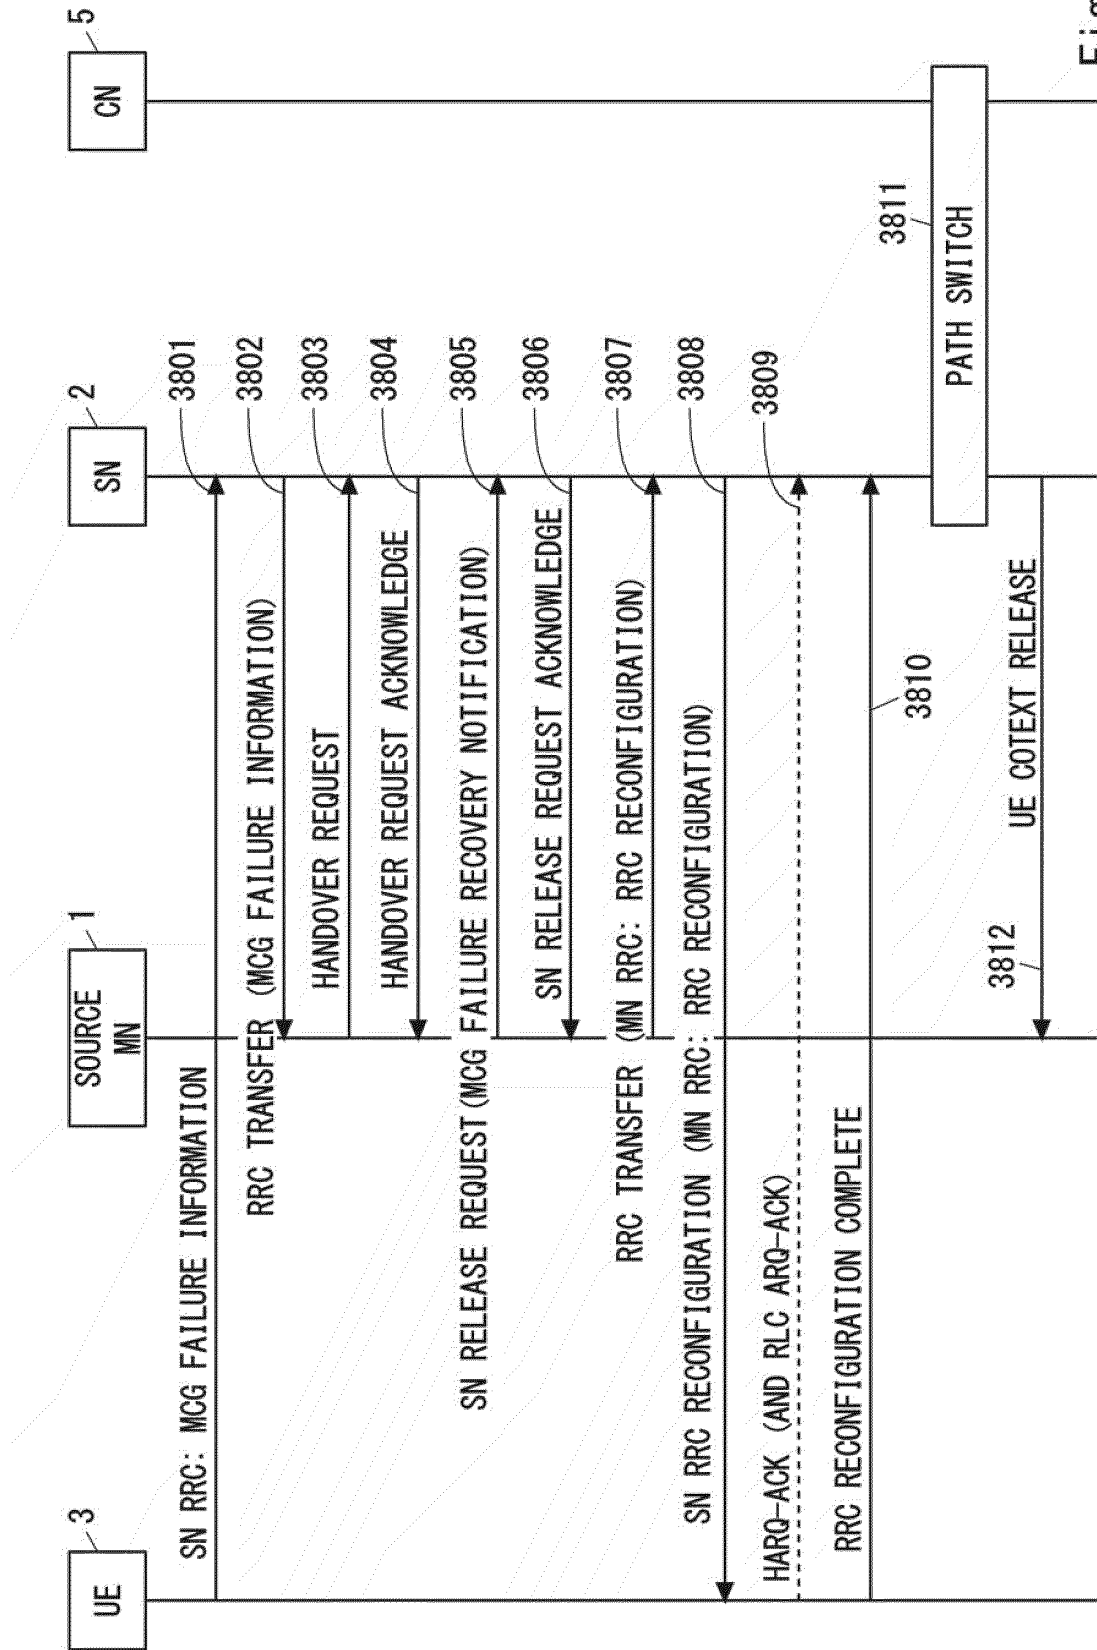 UE
3
SOURCE
MN
1
SN
2
CN
5
SN RRC: MCG FAILURE INFORMATION
3801
RRC TRANSFER (MCG FAILURE INFORMATION)
3802
HANDOVER REQUEST
3803
HANDOVER REQUEST ACKNOWLEDGE
3804
SN RELEASE REQUEST(MCG FAILURE RECOVERY NOTIFICATION)
3805
SN RELEASE REQUEST ACKNOWLEDGE
3806
RRC TRANSFER (MN RRC: RRC RECONFIGURATION)
3807
SN RRC RECONFIGURATION (MN RRC: RRC RECONFIGURATION)
3808
HARQ-ACK (AND RLC ARQ-ACK)
3809
RRC RECONFIGURATION COMPLETE
3810
3811
PATH SWITCH
UE COTEXT RELEASE
3812